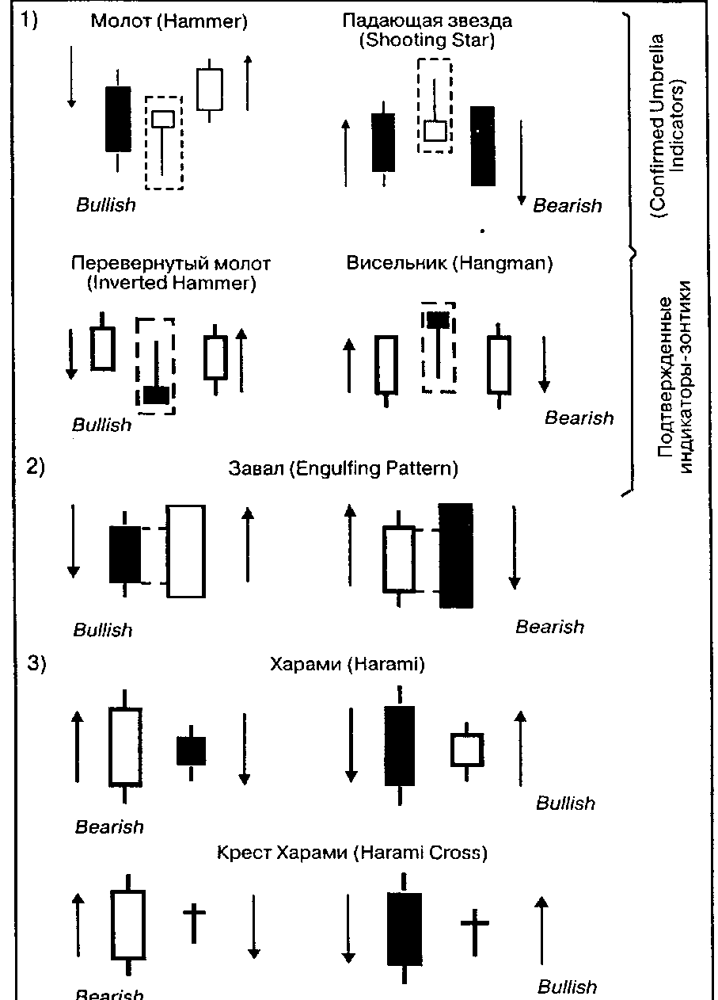 1)
Молот (Hammer)
Падающая звезда
(Shooting Star)
Bullish
Bearish
Перевернутый молот
(Inverted Hammer)
Висельник (Hangman)
Bullish
Bearish
(Confirmed Umbrella
Indicators)
Подтвержденные
индикаторы-зонтики
2)
Завал (Engulfing Pattern)
Bullish
Bearish
3)
Харами (Harami)
Bearish
Bullish
Крест Харами (Harami Cross)
Bearish
Bullish